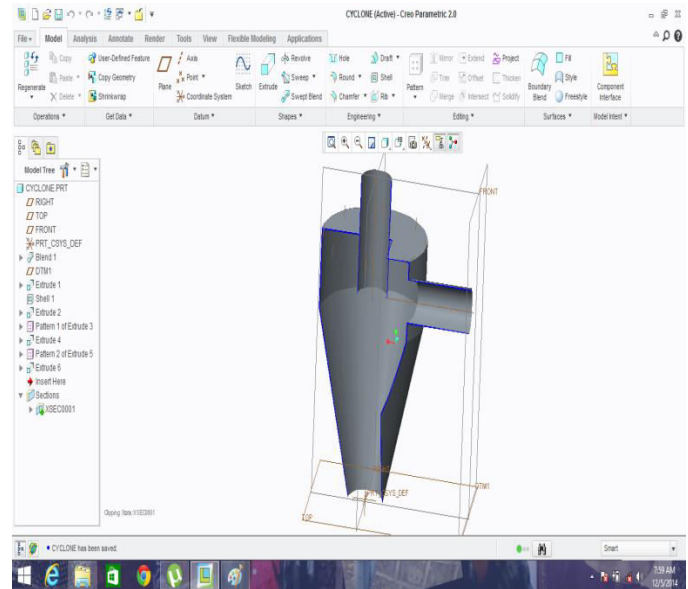 CYCLONE (Active) - Creo Parametric 2.0
File Model Analysis Annotate Render Tools View Flexible Modeling Applications
Regenerate Copy Paste Delete User-Defined Feature Copy Geometry Shrinkwrap Plane Axis Point Coordinate System Sketch Extrude Revolve Sweep Swept Blend Hole Round Chamfer Draft Shell Rib Pattern Mirror Trim Merge Extend Offset Intersect Project Thicken Solidify Boundary Blend Fill Style Freestyle Component Interface
Operations Get Data Datum Shapes Engineering Editing Surfaces Model Intent
Model Tree
CYCLONE.PRT
RIGHT
TOP
FRONT
PRT_CSYS_DEF
Blend 1
DTM1
Extrude 1
Shell 1
Extrude 2
Pattern 1 of Extrude 3
Extrude 4
Pattern 2 of Extrude 5
Extrude 6
Insert Here
Sections
XSEC0001
FRONT
DTM1
TOP
• CYCLONE has been saved.
Smart
7:59 AM
12/5/2014